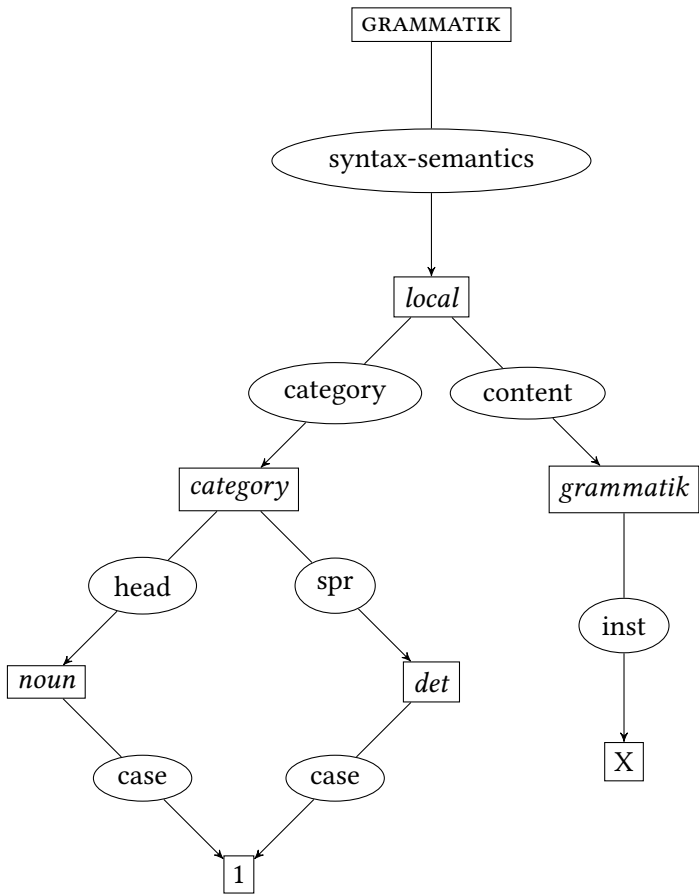 GRAMMATIK
syntax-semantics
local
category
content
category
grammatik
head
spr
inst
noun
det
X
case
case
1